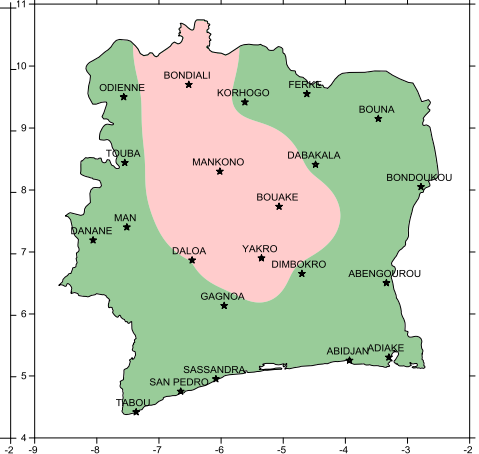 11
10
ODIENNE
BONDIALI
KORHOGO
FERKE
BOUNA
9
TOUBA
MANKONO
DABAKALA
BONDOUKOU
8
BOUAKE
MAN
DANANE
7
DALOA
YAKRO
DIMBOKRO
ABENGOUROU
GAGNOA
6
ABIDJAN
ADIAKE
SASSANDRA
SAN PEDRO
5
TABOU
4
-2 -9 -8 -7 -6 -5 -4 -3 -2